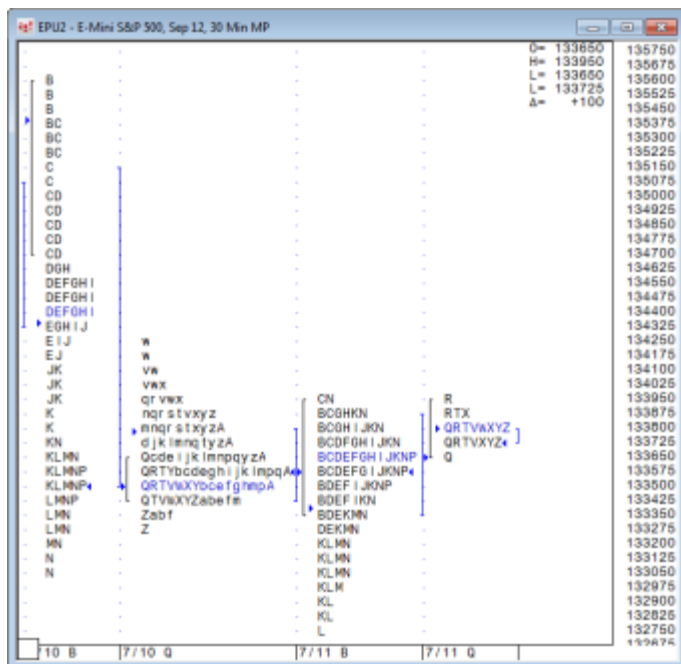 EPU2 - E-Mini S&P 500, Sep 12, 30 Min MP
O= 133650 135750
H= 133950 135675
L= 133650 135600
L= 133725 135525
Δ= +100 135450
B 135600
B 135525
B 135450
BC 135375
BC 135300
BC 135225
C 135150
C 135075
CD 135000
CD 134925
CD 134850
CD 134775
CD 134700
DGH 134625
DEFGHI 134550
DEFGHI 134475
DEFGHI 134400
EGHIJ 134325
EIJ w 134250
EJ w 134175
JK vw 134100
JK vwx 134025
JK qrvwx CN R 133950
K nqrstvxyz BCGHKN RTX 133875
K mnqrstvxyzA BCGHIJKN QRTVWXYZ 133800
KN djklmnqtyzA BCDFGHIJKN QRTVXYZ 133725
KLMN QcdeijklmnpqyzA BCDEFGHIJKNP Q 133650
KLMNP QRTYbcdeghijklmpqA BCDEFGIJKNP 133575
KLMNP QRTVWXYbcefghmpA BDEFIJKNP 133500
LMNP QTVWXYZabefm BDEFIKN 133425
LMN Zabf BDEKMN 133350
LMN Z DEKMN 133275
MN KLMN 133200
N KLMN 133125
N KLMN 133050
KLM 132975
KL 132900
KL 132825
L 132750
132675
/10 B 7/10 Q 7/11 B 7/11 Q